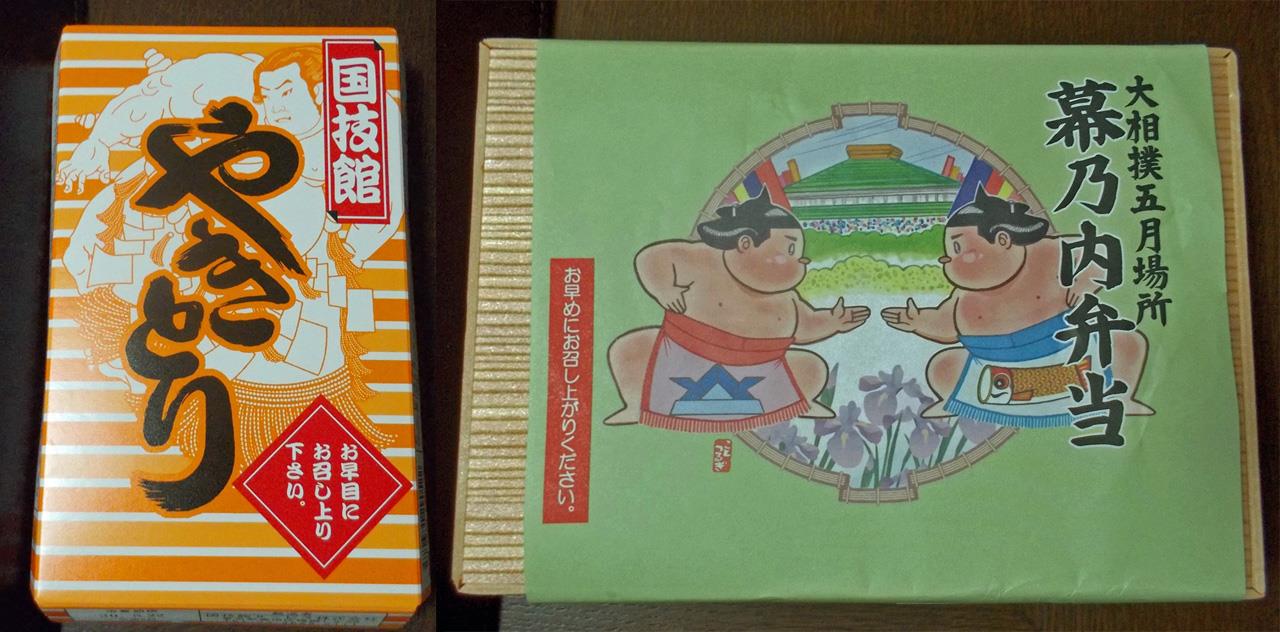 国技館
やきとり
お早目に
お召し上り
下さい。
大相撲五月場所
幕乃内弁当
お早めにお召し上がりください。